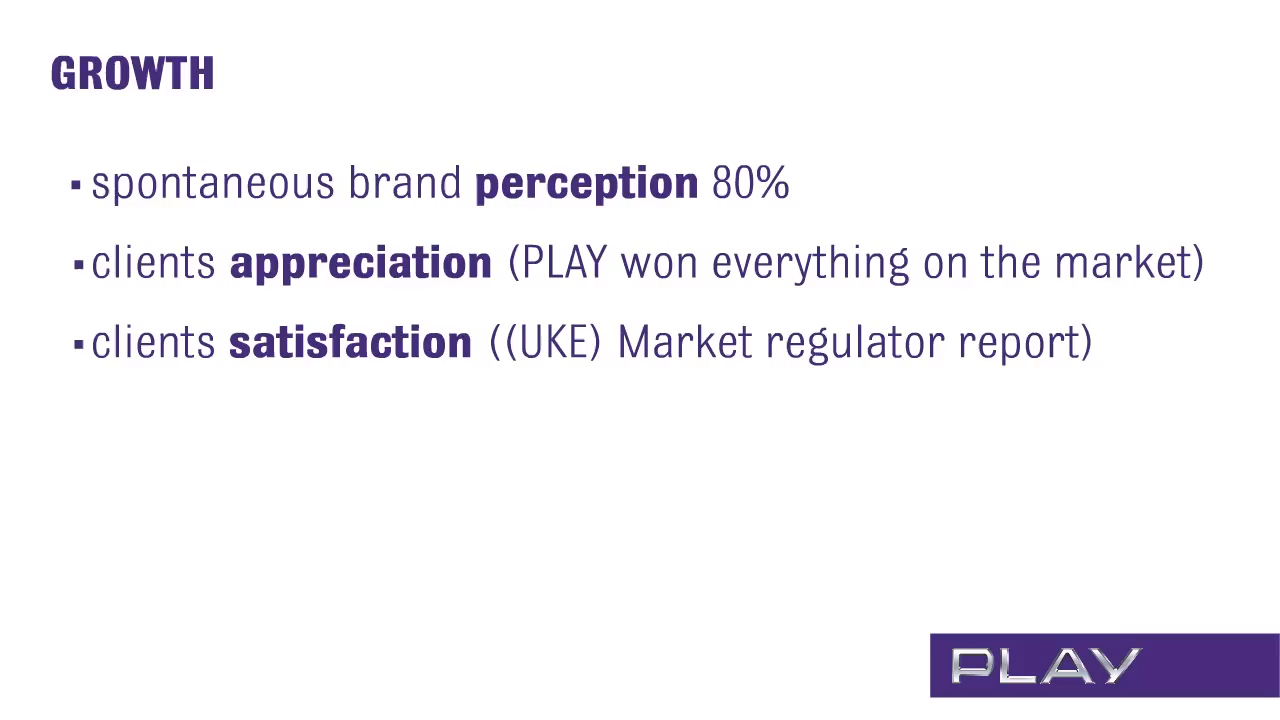 GROWTH
▪ spontaneous brand perception 80%
▪ clients appreciation (PLAY won everything on the market)
▪ clients satisfaction ((UKE) Market regulator report)
PLAY